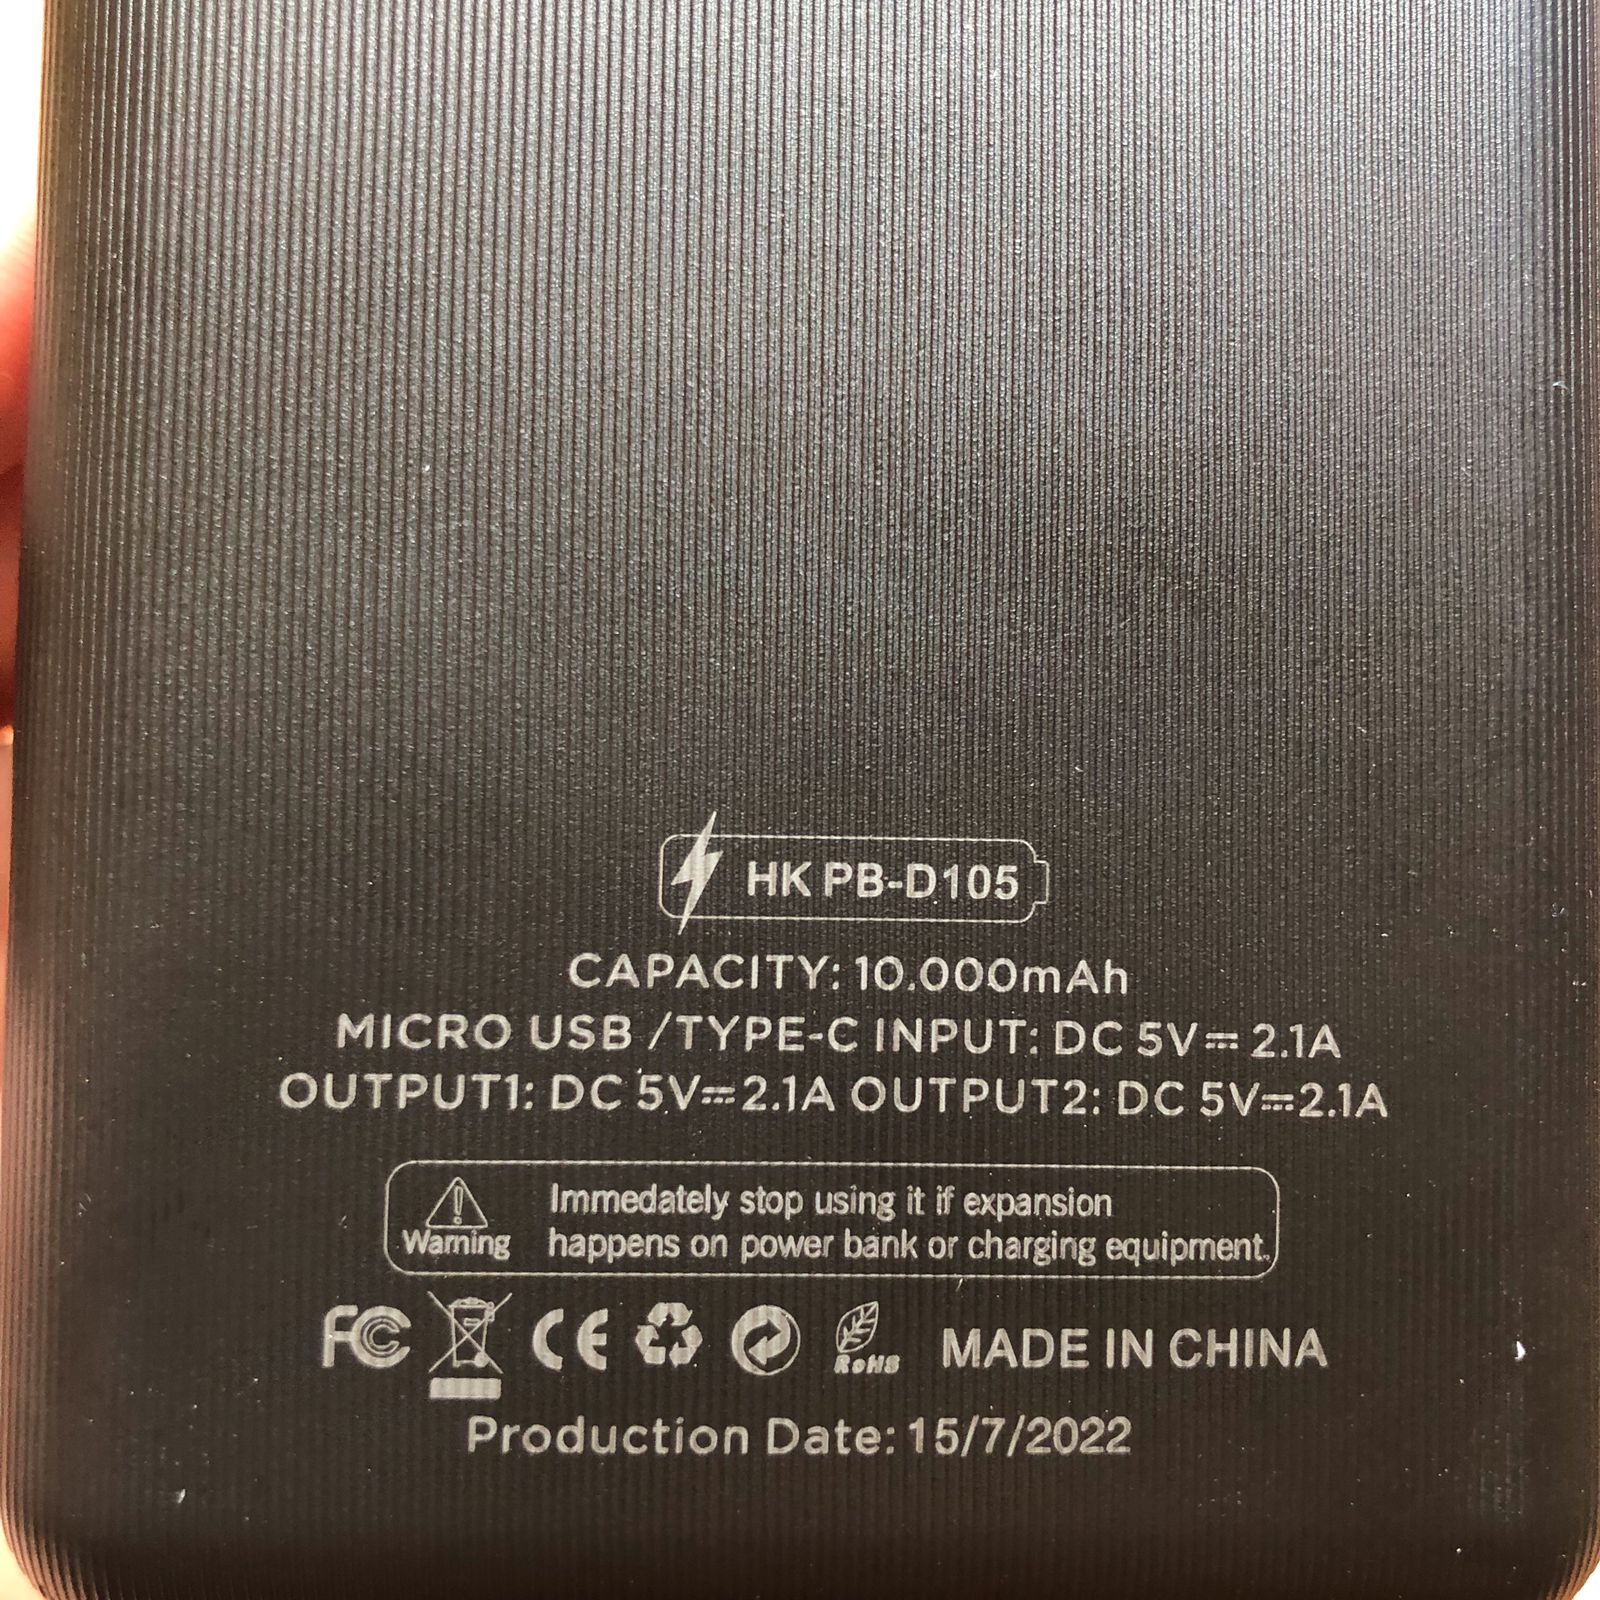 HK PB-D105
CAPACITY: 10.000mAh
MICRO USB /TYPE-C INPUT: DC 5V⎓ 2.1A
OUTPUT1: DC 5V⎓2.1A OUTPUT2: DC 5V⎓2.1A
Immedately stop using it if expansion
Warning happens on power bank or charging equipment.
FC CE RoHS MADE IN CHINA
Production Date: 15/7/2022